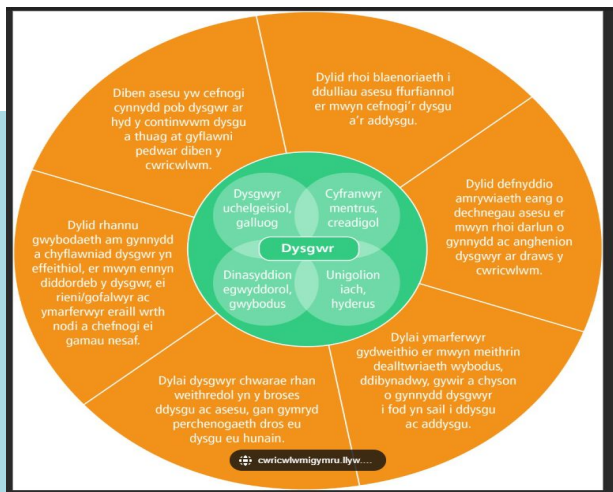 Diben asesu yw cefnogi
cynnydd pob dysgwr ar
hyd y continwwm dysgu
a thuag at gyflawni
pedwar diben y
cwricwlwm.
Dylid rhoi blaenoriaeth i
ddulliau asesu ffurfiannol
er mwyn cefnogi'r dysgu
a'r addysgu.
Dylid defnyddio
amrywiaeth eang o
dechnegau asesu er
mwyn rhoi darlun o
gynnydd ac anghenion
dysgwyr ar draws y
cwricwlwm.
Dylai ymarferwyr
gydweithio er mwyn meithrin
dealltwriaeth wybodus,
ddibynadwy, gywir a chyson
o gynnydd dysgwyr
i fod yn sail i ddysgu
ac addysgu.
Dylai dysgwyr chwarae rhan
weithredol yn y broses
ddysgu ac asesu, gan gymryd
perchenogaeth dros eu
dysgu eu hunain.
Dylid rhannu
gwybodaeth am gynnydd
a chyflawniad dysgwr yn
effeithiol, er mwyn ennyn
diddordeb y dysgwr, ei
rieni/gofalwyr ac
ymarferwyr eraill wrth
nodi a chefnogi ei
gamau nesaf.
Dysgwyr
uchelgeisiol,
galluog
Cyfranwyr
mentrus,
creadigol
Dysgwr
Dinasyddion
egwyddorol,
gwybodus
Unigolion
iach,
hyderus
cwricwlwmigymru.llyw....